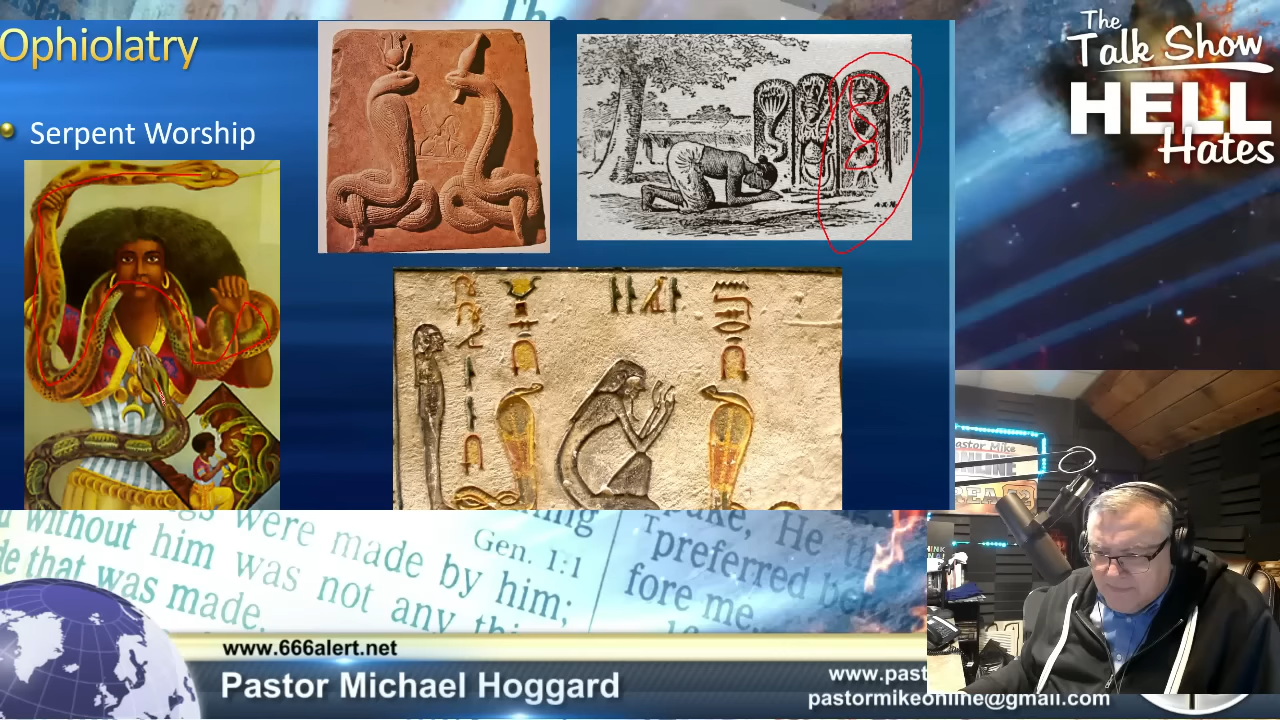 Ophiolatry
Serpent Worship
The
Talk Show
HELL
Hates
were made by him;
Gen. 1:1
without him was not any
that was made.
He
preferred
fore me.
www.666alert.net
Pastor Michael Hoggard
pastormikeonline@gmail.com